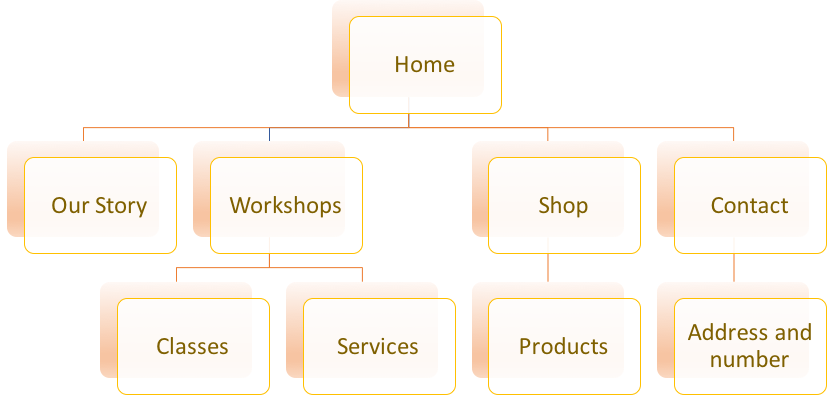 Home
Our Story
Workshops
Shop
Contact
Classes
Services
Products
Address and
number